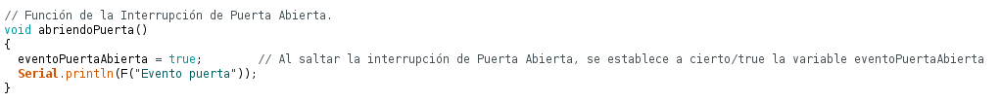 // Función de la Interrupción de Puerta Abierta.
void abriendoPuerta()
{
  eventoPuertaAbierta = true;        // Al saltar la interrupción de Puerta Abierta, se establece a cierto/true la variable eventoPuertaAbierta
  Serial.println(F("Evento puerta"));
}